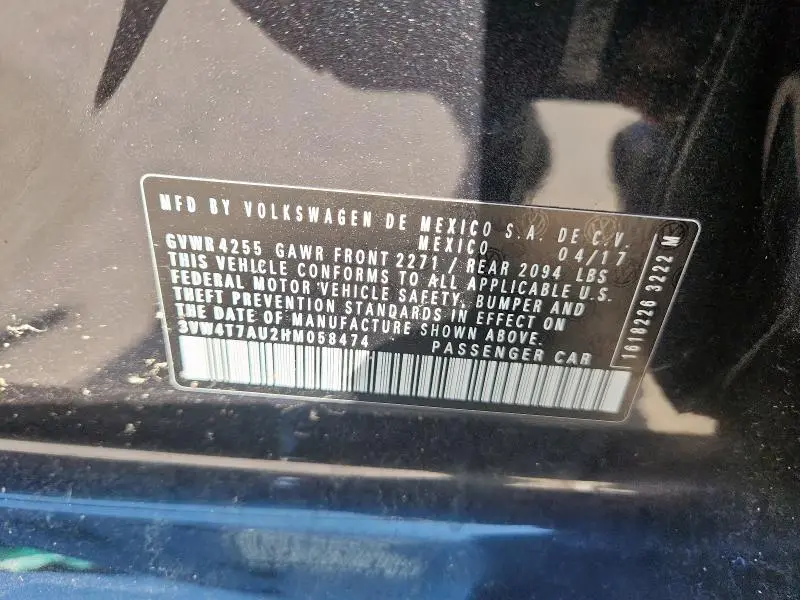 MFD BY VOLKSWAGEN DE MEXICO S.A. DE C.V.
MEXICO 04/17
GVWR 4255 GAWR FRONT 2271 / REAR 2094 LBS
THIS VEHICLE CONFORMS TO ALL APPLICABLE U.S.
FEDERAL MOTOR VEHICLE SAFETY, BUMPER AND
THEFT PREVENTION STANDARDS IN EFFECT ON
THE DATE OF MANUFACTURE SHOWN ABOVE.
3VW4T7AU2HM058474 PASSENGER CAR
1618226 3222 M